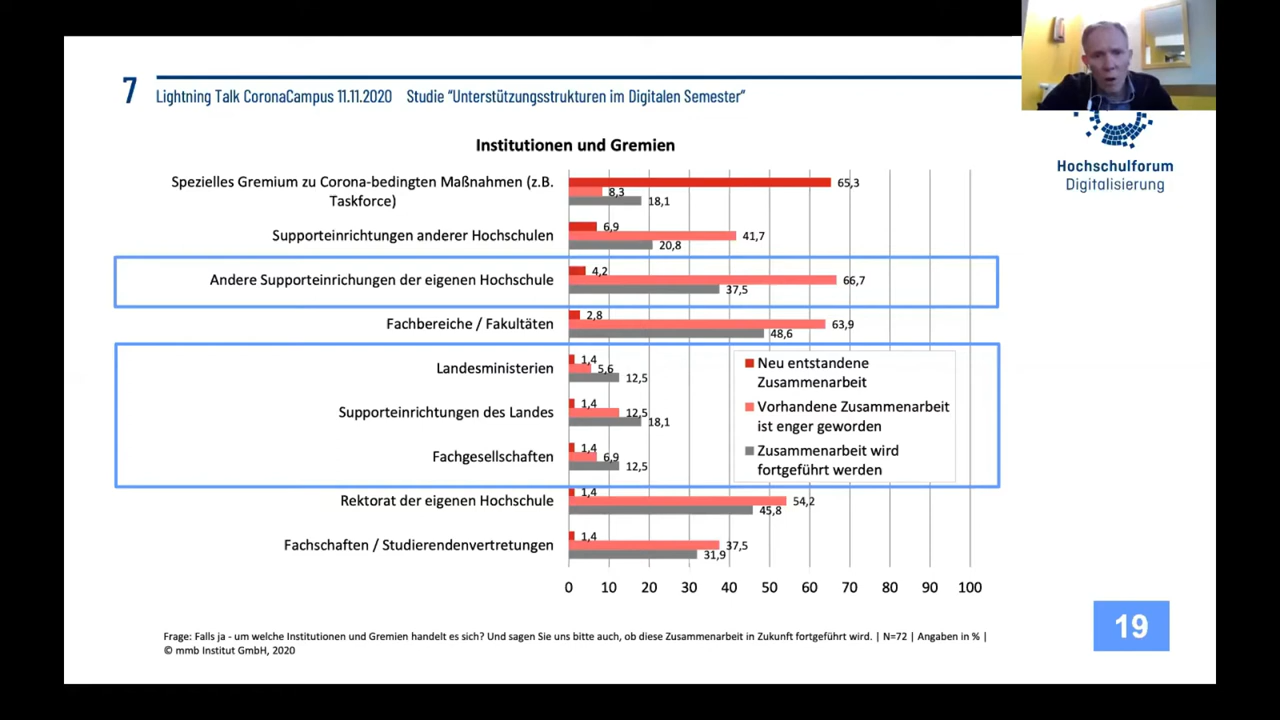 7
Lightning Talk CoronaCampus 11.11.2020 Studie "Unterstützungsstrukturen im Digitalen Semester"
Hochschulforum
Digitalisierung
Institutionen und Gremien
Spezielles Gremium zu Corona-bedingten Maßnahmen (z.B.
Taskforce)
65,3
8,3
18,1
Supporteinrichtungen anderer Hochschulen
6,9
41,7
20,8
Andere Supporteinrichungen der eigenen Hochschule
4,2
66,7
37,5
Fachbereiche / Fakultäten
2,8
63,9
48,6
Landesministerien
1,4
5,6
12,5
Supporteinrichtungen des Landes
1,4
12,5
18,1
Fachgesellschaften
1,4
6,9
12,5
Rektorat der eigenen Hochschule
1,4
54,2
45,8
Fachschaften / Studierendenvertretungen
1,4
37,5
31,9
Neu entstandene
Zusammenarbeit
Vorhandene Zusammenarbeit
ist enger geworden
Zusammenarbeit wird
fortgeführt werden
0 10 20 30 40 50 60 70 80 90 100
Frage: Falls ja - um welche Institutionen und Gremien handelt es sich? Und sagen Sie uns bitte auch, ob diese Zusammenarbeit in Zukunft fortgeführt wird. | N=72 | Angaben in % |
© mmb Institut GmbH, 2020
19